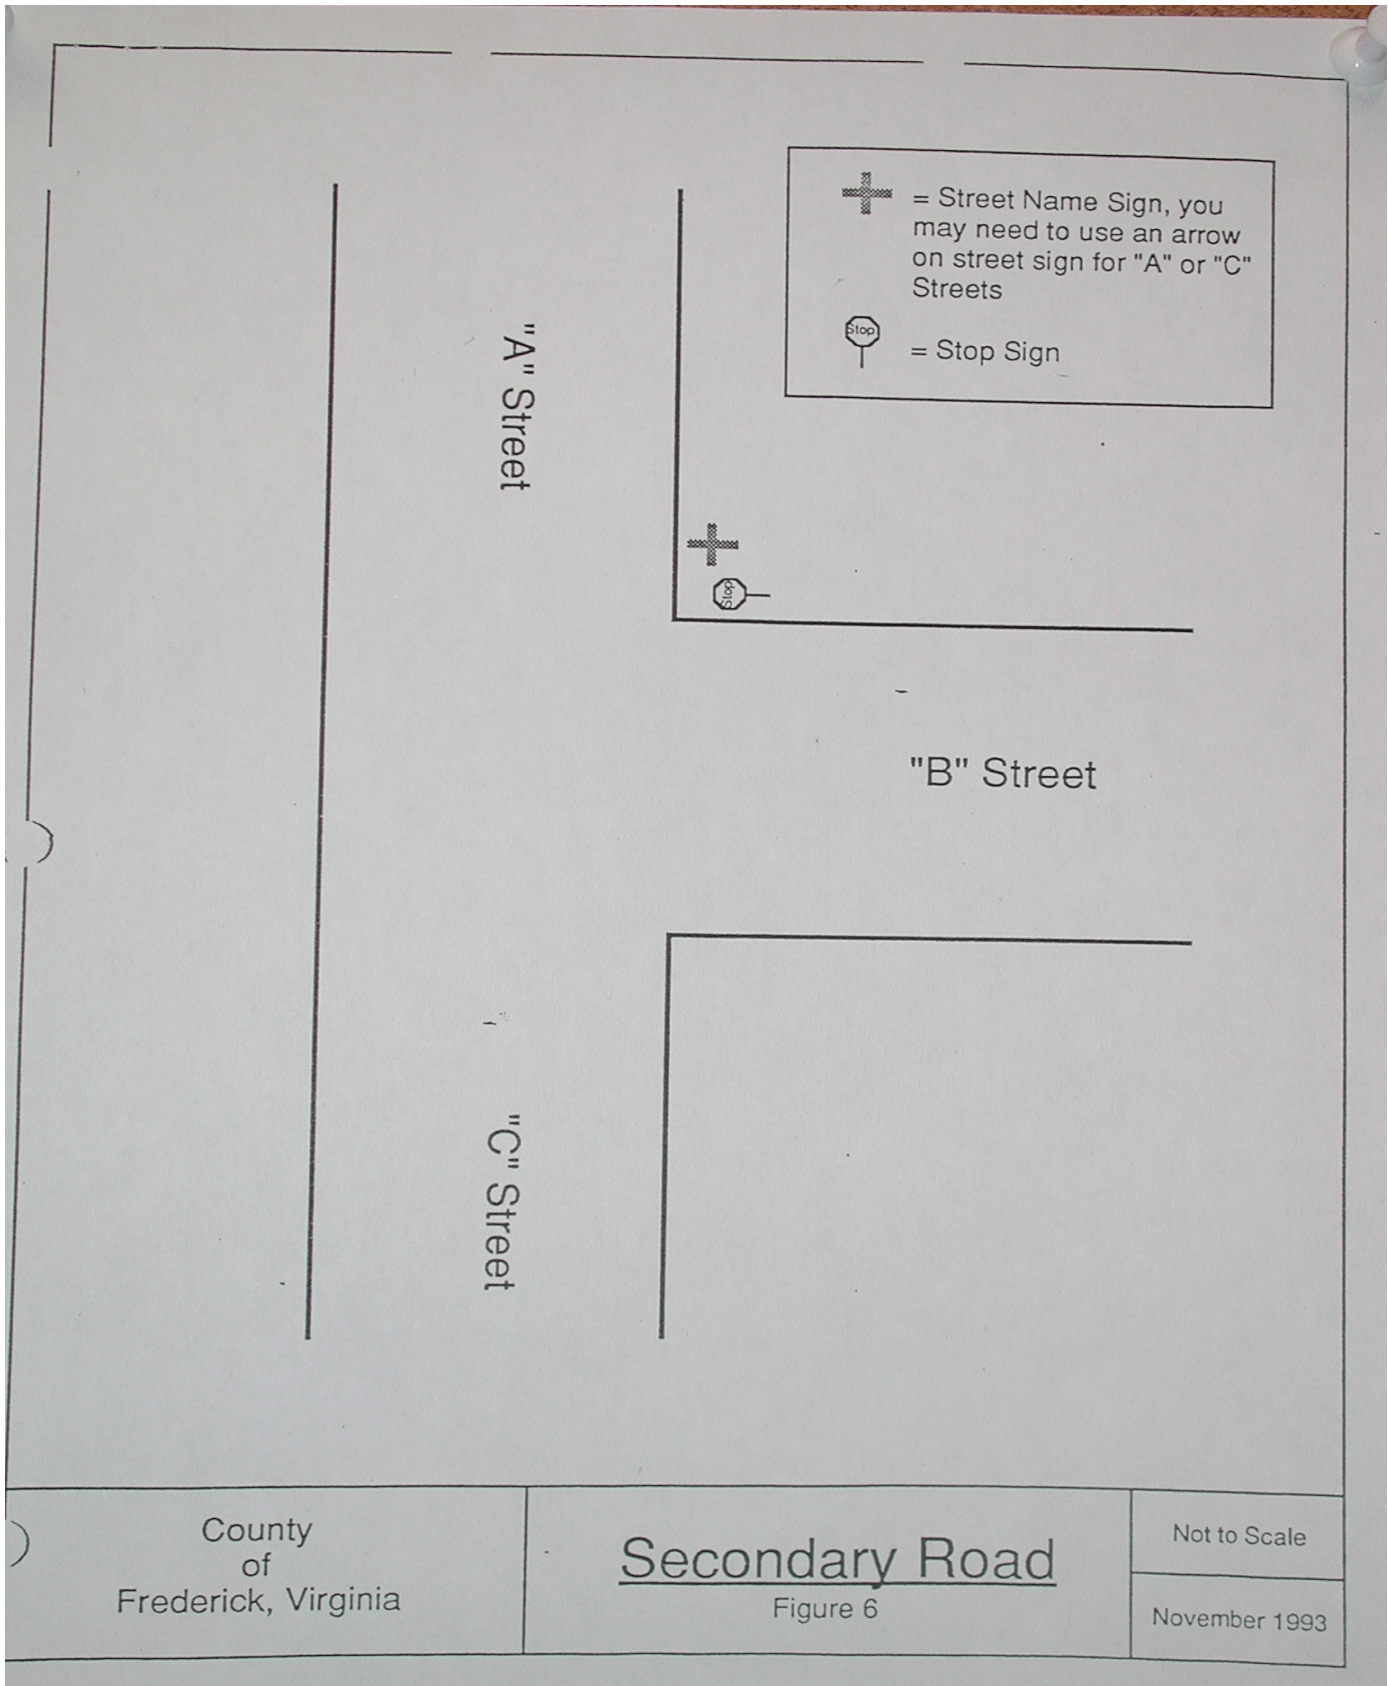 = Street Name Sign, you
may need to use an arrow
on street sign for "A" or "C"
Streets
Stop
= Stop Sign
"A" Street
Stop
"B" Street
"C" Street
County
of
Frederick, Virginia
Secondary Road
Figure 6
Not to Scale
November 1993